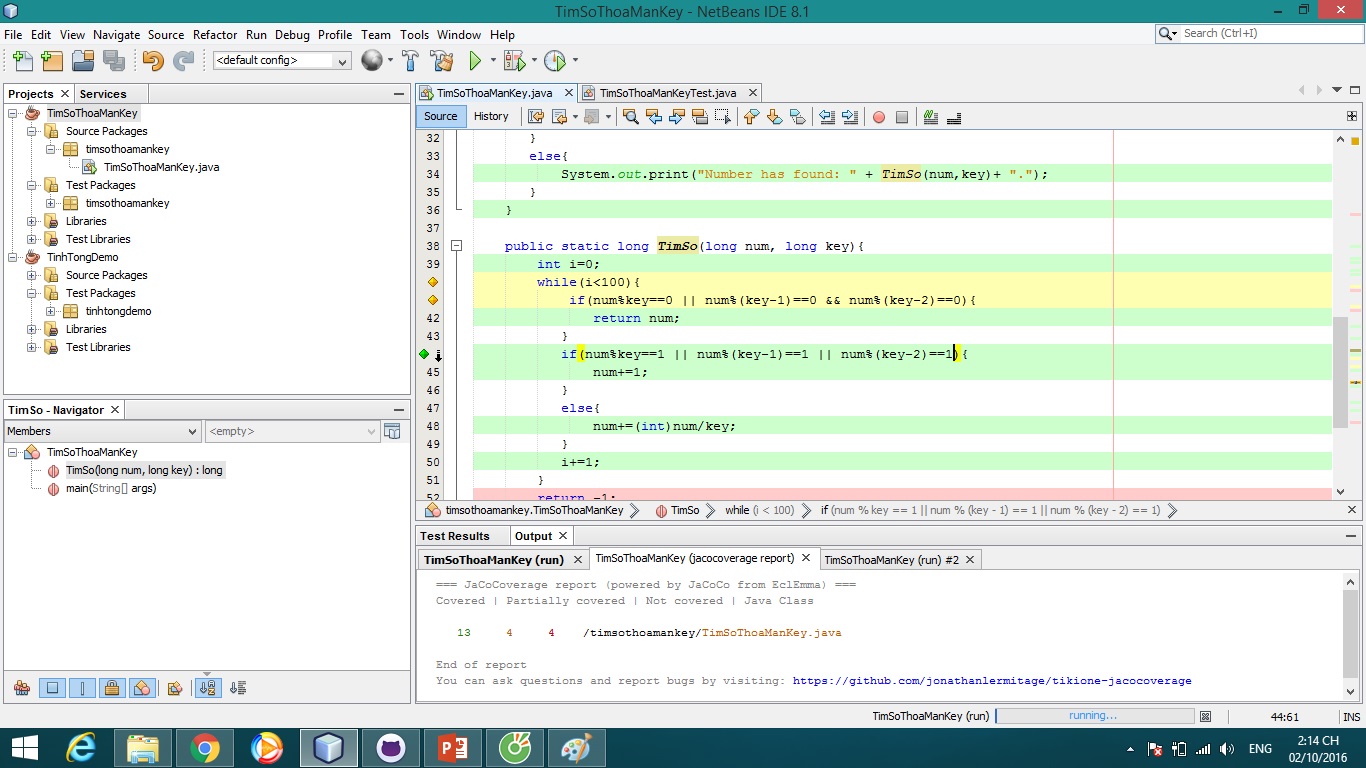 TimSoThoaManKey - NetBeans IDE 8.1
File Edit View Navigate Source Refactor Run Debug Profile Team Tools Window Help
Search (Ctrl+I)
<default config>
Projects Services
TimSoThoaManKey
Source Packages
timsothoamankey
TimSoThoaManKey.java
Test Packages
timsothoamankey
Libraries
Test Libraries
TinhTongDemo
Source Packages
Test Packages
tinhtongdemo
Libraries
Test Libraries
TimSo - Navigator
Members <empty>
TimSoThoaManKey
TimSo(long num, long key) : long
main(String[] args)
TimSoThoaManKey.java TimSoThoaManKeyTest.java
Source History
32 }
33 else{
34 System.out.print("Number has found: " + TimSo(num,key)+ ".");
35 }
36 }
37
38 public static long TimSo(long num, long key){
39 int i=0;
while(i<100){
if(num%key==0 || num%(key-1)==0 && num%(key-2)==0){
42 return num;
43 }
if(num%key==1 || num%(key-1)==1 || num%(key-2)==1){
45 num+=1;
46 }
47 else{
48 num+=(int)num/key;
49 }
50 i+=1;
51 }
52 return -1;
timsothoamankey.TimSoThoaManKey TimSo while (i < 100) if (num % key == 1 || num % (key - 1) == 1 || num % (key - 2) == 1)
Test Results Output
TimSoThoaManKey (run) TimSoThoaManKey (jacocoverage report) TimSoThoaManKey (run) #2
=== JaCoCoverage report (powered by JaCoCo from EclEmma) ===
Covered | Partially covered | Not covered | Java Class
13 4 4 /timsothoamankey/TimSoThoaManKey.java
End of report
You can ask questions and report bugs by visiting: https://github.com/jonathanlermitage/tikione-jacocoverage
TimSoThoaManKey (run) running... 44:61 INS
ENG 2:14 CH
02/10/2016